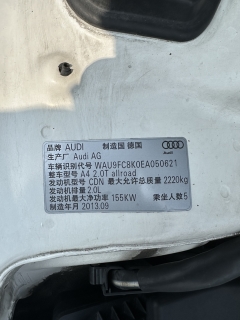 品牌 AUDI 制造国 德国
生产厂 Audi AG
车辆识别代号 WAU9FC8K0EA050621
整车型号 A4 2.0T allroad
发动机型号 CDN 最大允许总质量 2220kg
发动机排量 2.0L
发动机最大净功率 155KW 乘坐人数 5
制造年月 2013.09
Audi